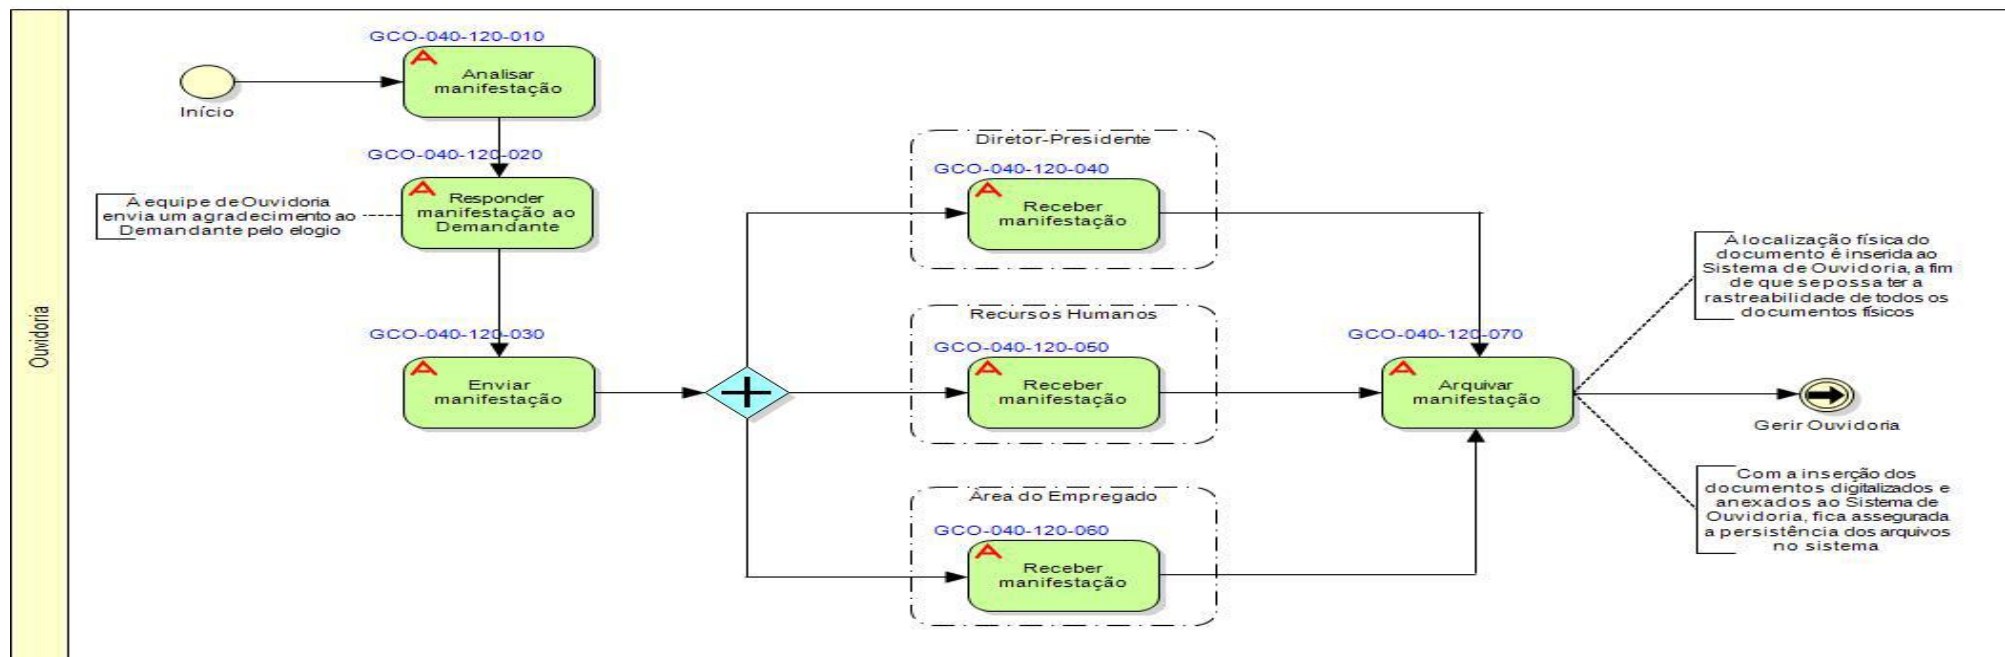 Ouvidoria
Início
GCO-040-120-010
Analisar
manifestação
GCO-040-120-020
Responder
manifestação ao
Demandante
A equipe de Ouvidoria
envia um agradecimento ao
Demandante pelo elogio
GCO-040-120-030
Enviar
manifestação
Diretor-Presidente
GCO-040-120-040
Receber
manifestação
Recursos Humanos
GCO-040-120-050
Receber
manifestação
Área do Empregado
GCO-040-120-060
Receber
manifestação
GCO-040-120-070
Arquivar
manifestação
A localização física do
documento é inserida ao
Sistema de Ouvidoria, a fim
de que se possa ter a
rastreabilidade de todos os
documentos físicos
Gerir Ouvidoria
Com a inserção dos
documentos digitalizados e
anexados ao Sistema de
Ouvidoria, fica assegurada
a persistência dos arquivos
no sistema